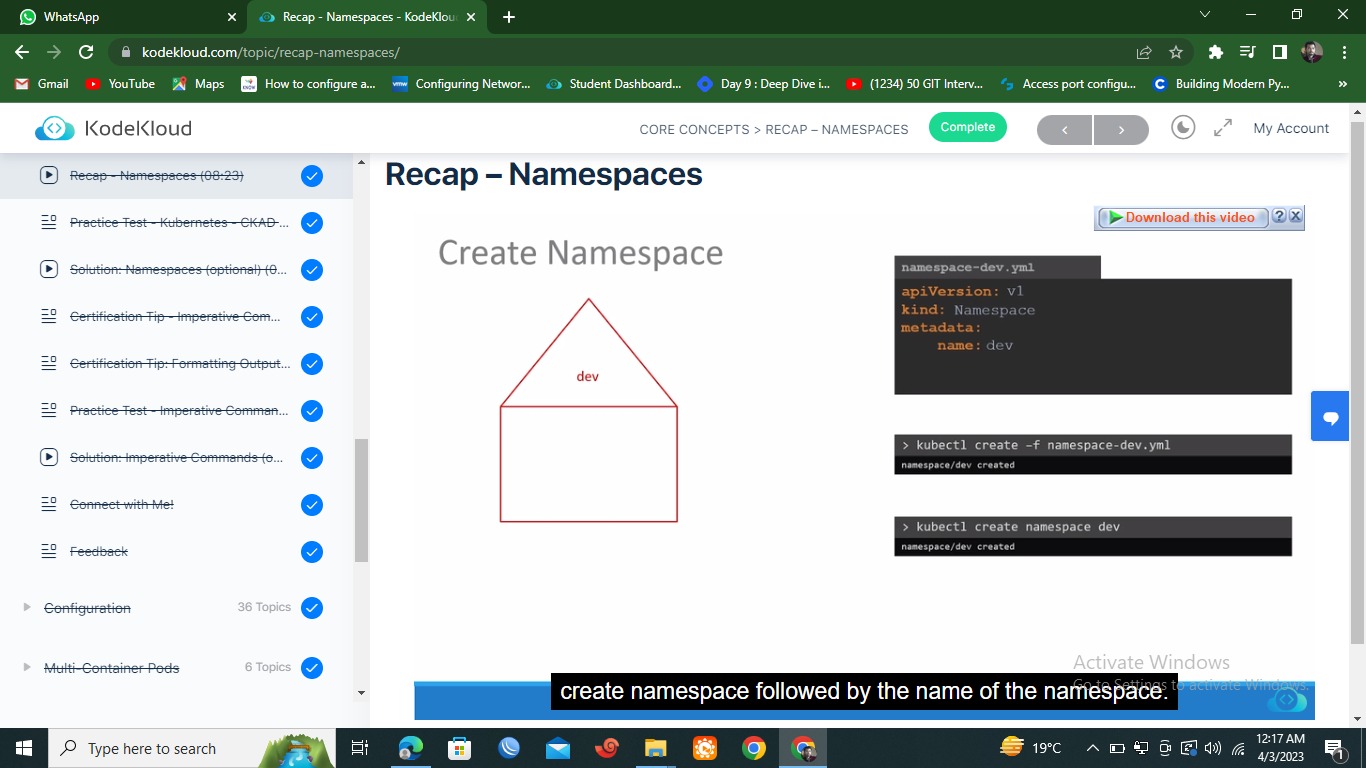 WhatsApp
Recap - Namespaces - KodeKlou
kodekloud.com/topic/recap-namespaces/
Gmail
YouTube
Maps
How to configure a...
Configuring Networ...
Student Dashboard...
Day 9 : Deep Dive i...
(1234) 50 GIT Interv...
Access port configu...
Building Modern Py...
KodeKloud
CORE CONCEPTS > RECAP – NAMESPACES
Complete
My Account
Recap - Namespaces (08:23)
Practice Test - Kubernetes - CKAD ...
Solution: Namespaces (optional) (0...
Certification Tip - Imperative Com...
Certification Tip: Formatting Output...
Practice Test - Imperative Comman...
Solution: Imperative Commands (o...
Connect with Me!
Feedback
Configuration 36 Topics
Multi-Container Pods 6 Topics
Recap – Namespaces
Download this video
Create Namespace
dev
namespace-dev.yml
apiVersion: v1
kind: Namespace
metadata:
name: dev
> kubectl create –f namespace-dev.yml
namespace/dev created
> kubectl create namespace dev
namespace/dev created
create namespace followed by the name of the namespace.
Activate Windows
Go to Settings to activate Windows.
Type here to search
19°C
12:17 AM
4/3/2023
1